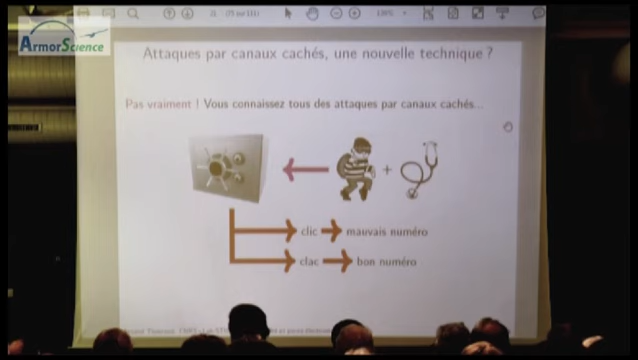 ArmorScience
Attaques par canaux cachés, une nouvelle technique ?
Pas vraiment ! Vous connaissez tous des attaques par canaux cachés...
+
clic
mauvais numéro
clac
bon numéro